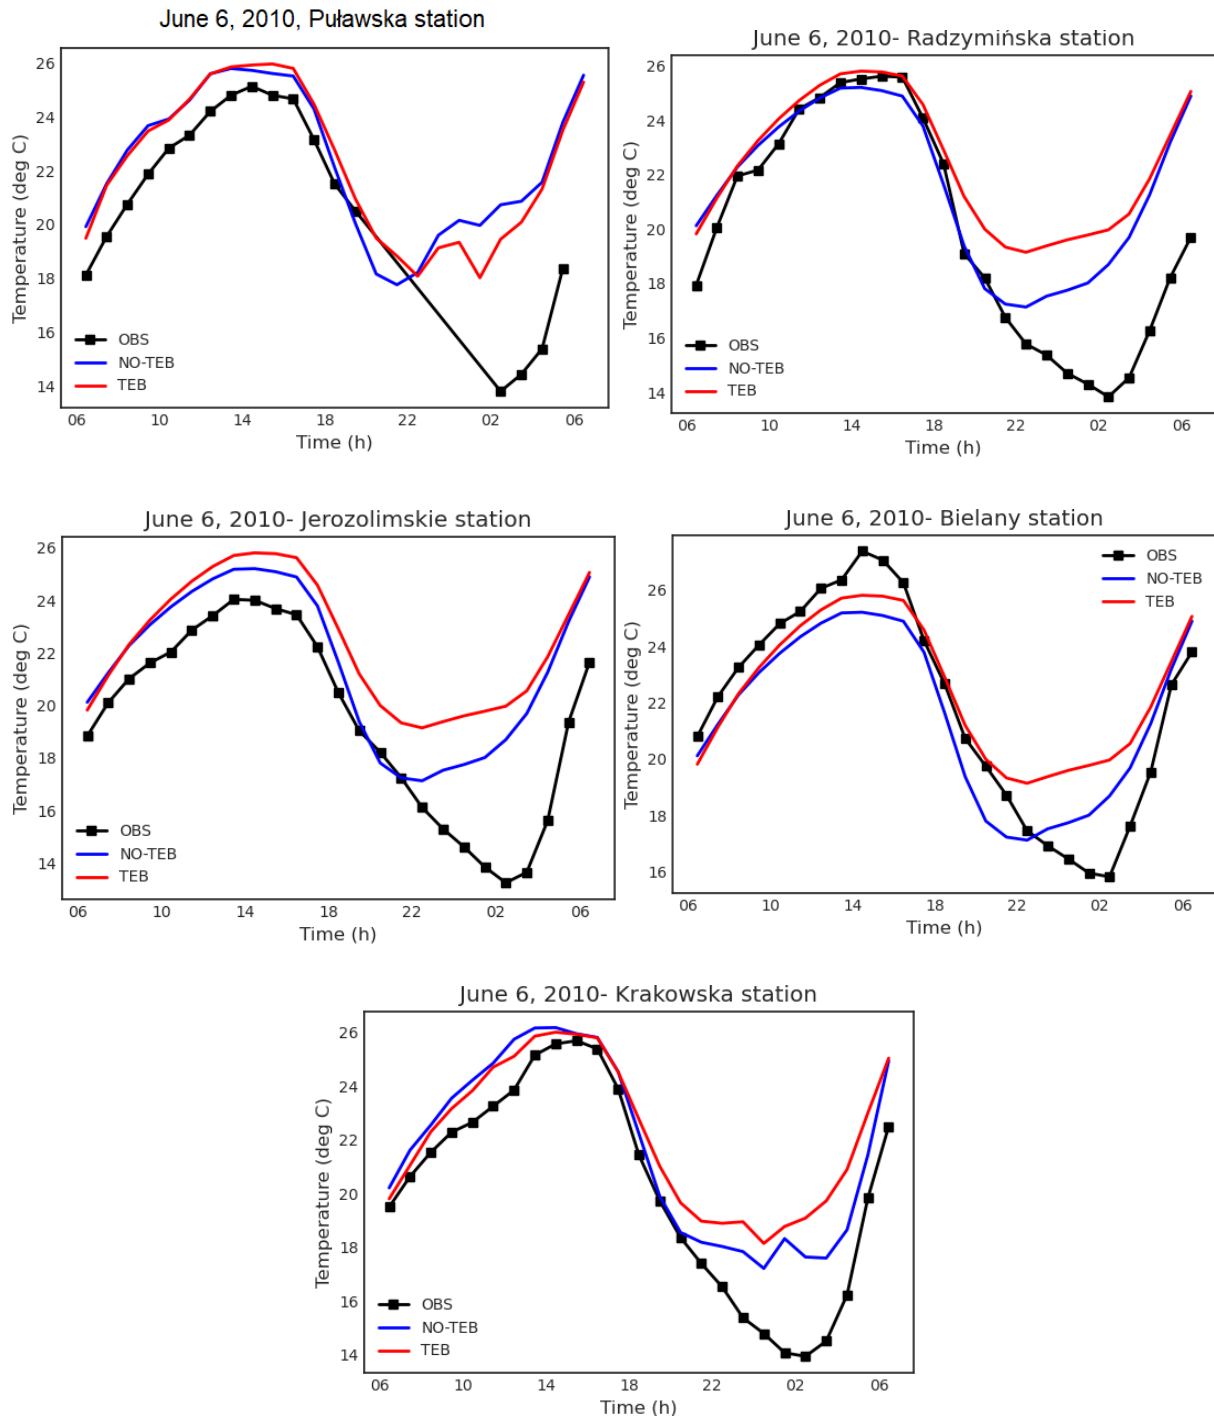 June 6, 2010, Puławska station
26
24
22
20
18
16
14
Temperature (deg C)
OBS
NO-TEB
TEB
06 10 14 18 22 02 06
Time (h)
June 6, 2010- Radzymińska station
26
24
22
20
18
16
14
Temperature (deg C)
OBS
NO-TEB
TEB
06 10 14 18 22 02 06
Time (h)
June 6, 2010- Jerozolimskie station
26
24
22
20
18
16
14
Temperature (deg C)
OBS
NO-TEB
TEB
06 10 14 18 22 02 06
Time (h)
June 6, 2010- Bielany station
26
24
22
20
18
16
Temperature (deg C)
OBS
NO-TEB
TEB
06 10 14 18 22 02 06
Time (h)
June 6, 2010- Krakowska station
26
24
22
20
18
16
14
Temperature (deg C)
OBS
NO-TEB
TEB
06 10 14 18 22 02 06
Time (h)